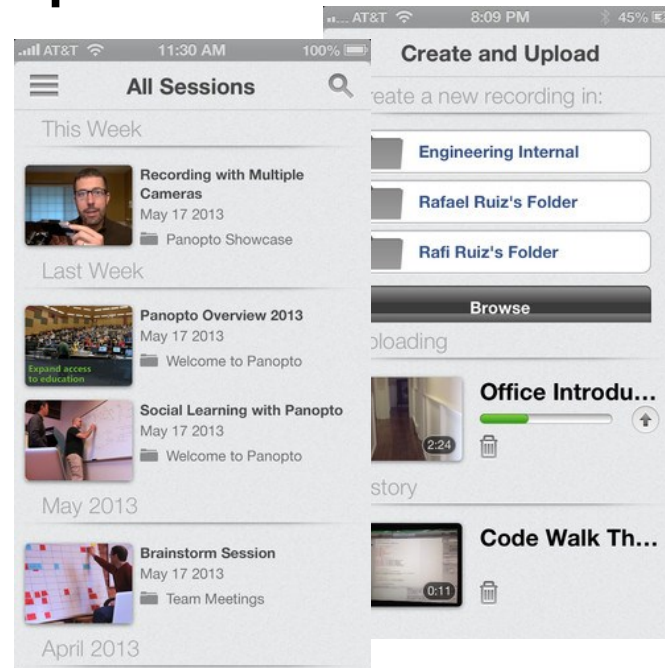 AT&T 11:30 AM 100%
All Sessions
This Week
Recording with Multiple
Cameras
May 17 2013
Panopto Showcase
Last Week
Panopto Overview 2013
May 17 2013
Welcome to Panopto
Expand access
to education
Social Learning with Panopto
May 17 2013
Welcome to Panopto
May 2013
Brainstorm Session
May 17 2013
Team Meetings
April 2013
AT&T 8:09 PM 45%
Create and Upload
eate a new recording in:
Engineering Internal
Rafael Ruiz's Folder
Rafi Ruiz's Folder
Browse
ploading
Office Introdu...
2:24
story
Code Walk Th...
0:11